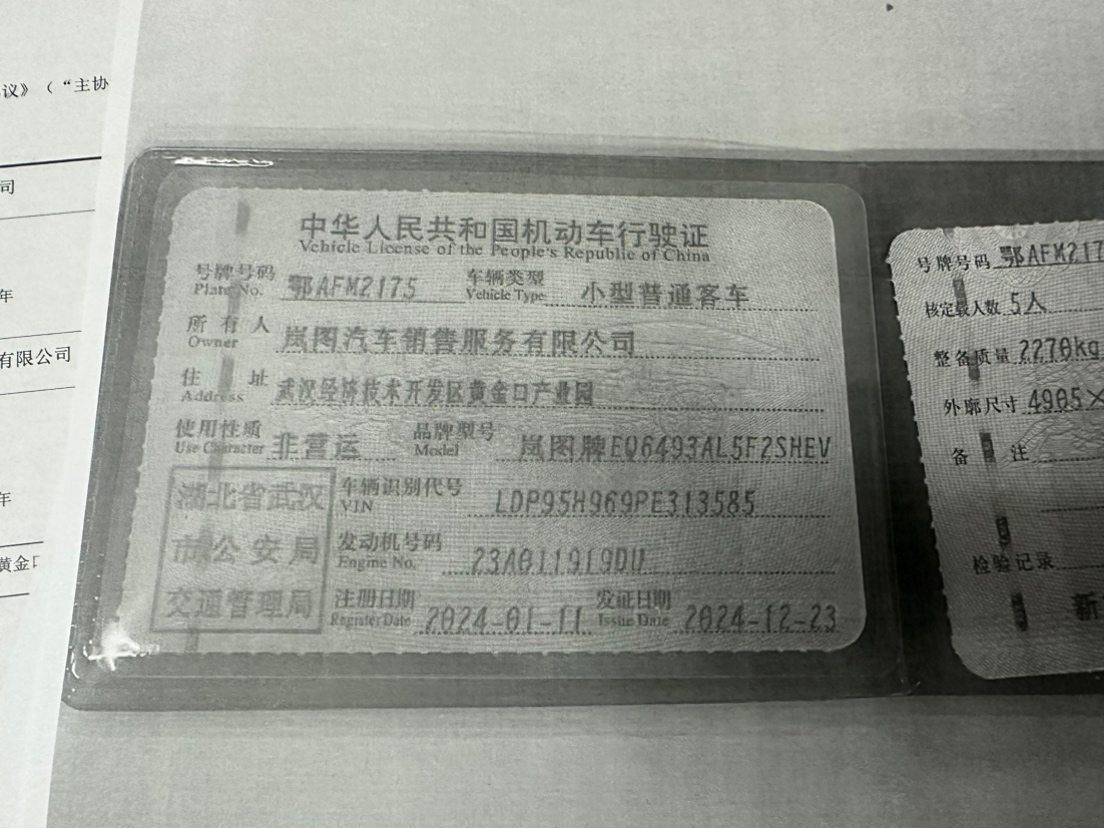 议》（“主协
司
年
有限公司
年
黄金口
中华人民共和国机动车行驶证
Vehicle License of the People's Republic of China
号牌号码 鄂AFM2175 车辆类型 小型普通客车
Plate No. Vehicle Type
所有人 岚图汽车销售服务有限公司
Owner
住址 武汉经济技术开发区黄金口产业园
Address
使用性质 非营运 品牌型号 岚图牌EQ6493AL5F2SHEV
Use Character Model
湖北省武汉
市公安局
交通管理局
车辆识别代号 LDP95H969PE313585
VIN
发动机号码 23A011919DU
Engine No.
注册日期 2024-01-11 发证日期 2024-12-23
Register Date Issue Date
号牌号码 鄂AFM217
核定载人数 5人
整备质量 2270kg
外廓尺寸 4905×
备注
检验记录
新